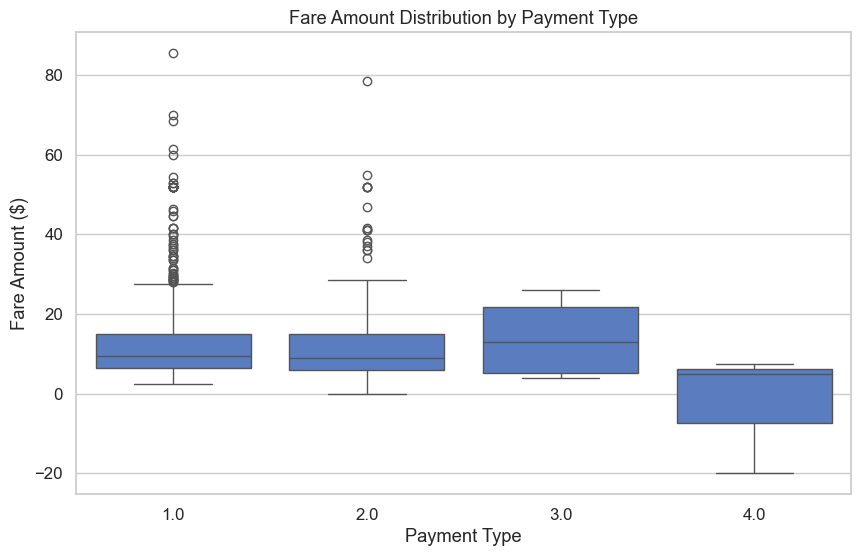 Fare Amount Distribution by Payment Type
Fare Amount ($)
80
60
40
20
0
−20
1.0 2.0 3.0 4.0
Payment Type